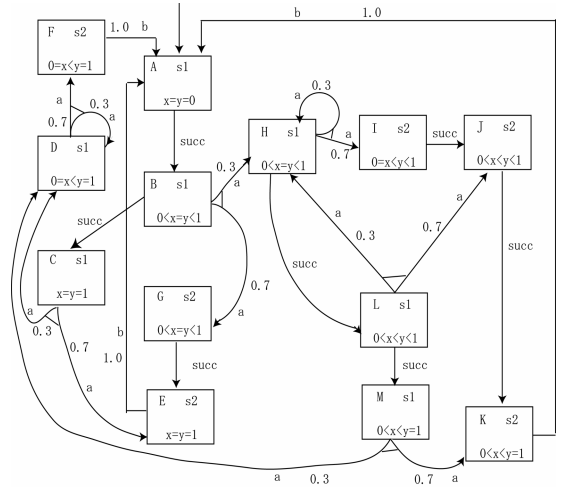 b 1.0
F s2
0=x<y=1
1.0 b
A s1
x=y=0
a 0.3
0.7 a
D s1
0=x<y=1
succ
a 0.3
H s1
0<x=y<1
a
0.7
I s2
0=x<y<1
succ
J s2
0<x<y<1
B s1
0<x=y<1
0.3
a
succ
a
0.3
0.7
a
succ
C s1
x=y=1
succ
0.7
a
G s2
0<x=y<1
L s1
0<x<y<1
a
0.3
0.7
a
b
1.0
succ
succ
E s2
x=y=1
M s1
0<x<y=1
K s2
0<x<y=1
a 0.3
0.7 a